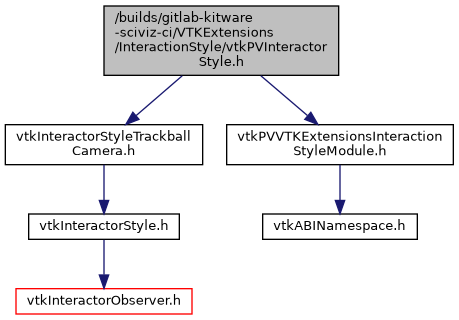 /builds/gitlab-kitware
-sciviz-ci/VTKExtensions
/InteractionStyle/vtkPVInteractor
Style.h
vtkInteractorStyleTrackball
Camera.h
vtkPVVTKExtensionsInteraction
StyleModule.h
vtkInteractorStyle.h
vtkABINamespace.h
vtkInteractorObserver.h